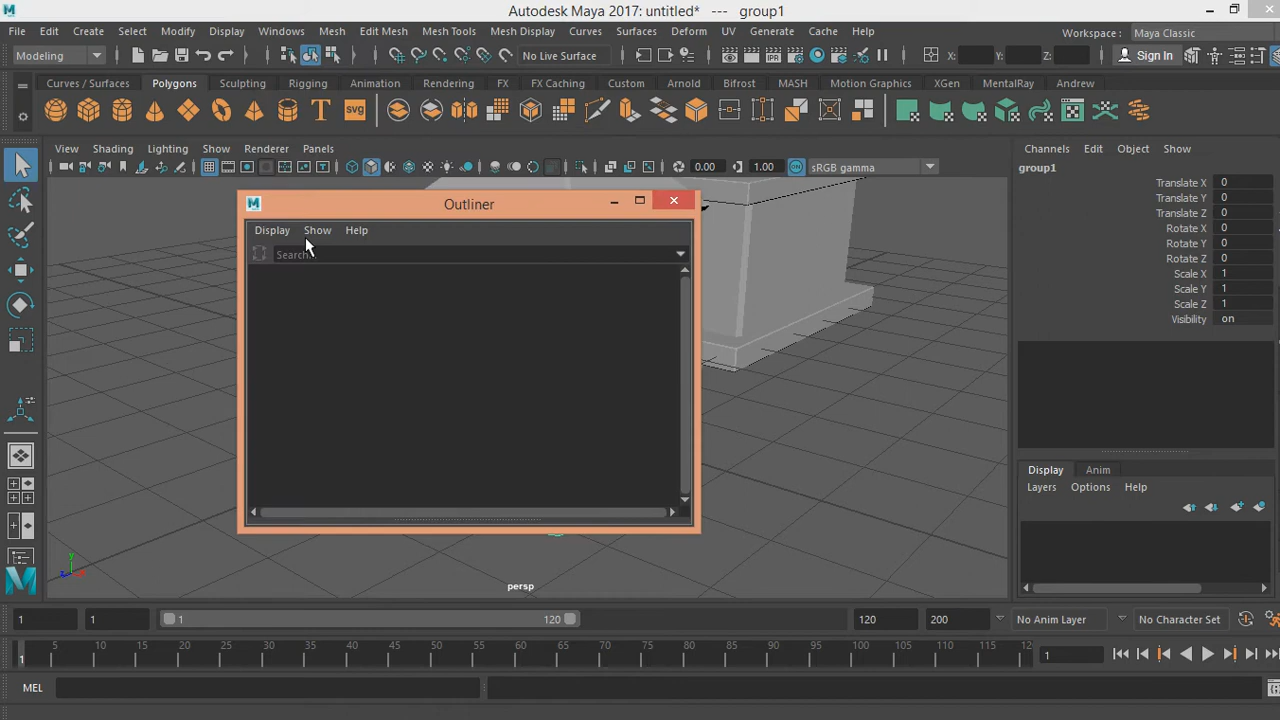 Autodesk Maya 2017: untitled* --- group1
File Edit Create Select Modify Display Windows Mesh Edit Mesh Mesh Tools Mesh Display Curves Surfaces Deform UV Generate Cache Help Workspace : Maya Classic
Modeling No Live Surface X: Y: Z: Sign In
Curves / Surfaces Polygons Sculpting Rigging Animation Rendering FX FX Caching Custom Arnold Bifrost MASH Motion Graphics XGen MentalRay Andrew
T SVG
View Shading Lighting Show Renderer Panels
0.00 1.00 sRGB gamma
Outliner
Display Show Help
Search...
persp
y
Channels Edit Object Show
group1
Translate X 0
Translate Y 0
Translate Z 0
Rotate X 0
Rotate Y 0
Rotate Z 0
Scale X 1
Scale Y 1
Scale Z 1
Visibility on
Display Anim
Layers Options Help
1 1 1 120 120 200 No Anim Layer No Character Set
1 5 10 15 20 25 30 35 40 45 50 55 60 65 70 75 80 85 90 95 100 105 110 115 12 1
MEL